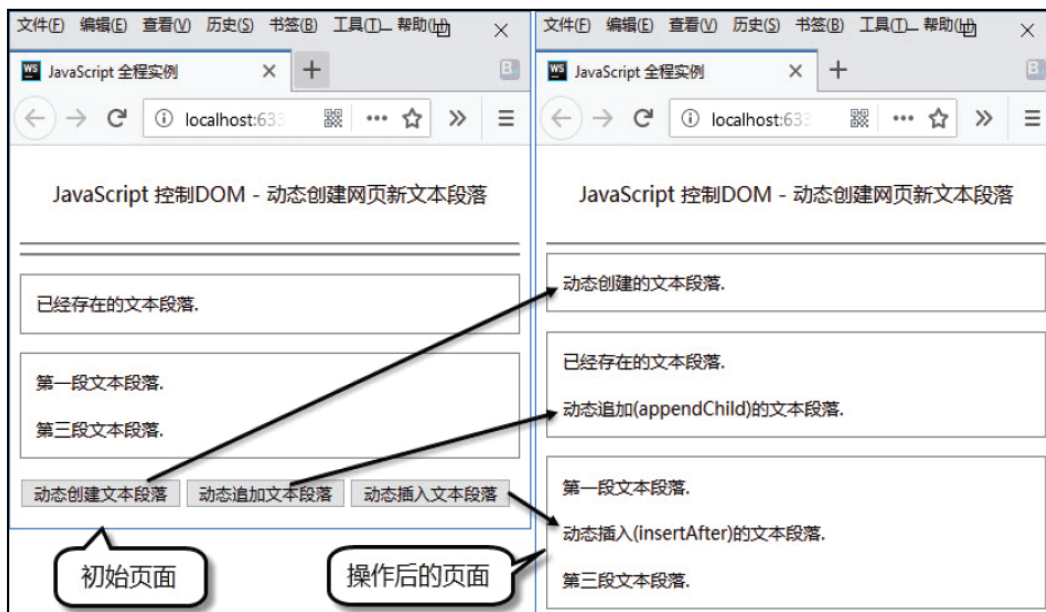 文件(F) 编辑(E) 查看(V) 历史(S) 书签(B) 工具(T) 帮助(H)
JavaScript 全程实例
localhost:633
JavaScript 控制DOM - 动态创建网页新文本段落
已经存在的文本段落.
第一段文本段落.
第三段文本段落.
动态创建文本段落 动态追加文本段落 动态插入文本段落
初始页面
文件(F) 编辑(E) 查看(V) 历史(S) 书签(B) 工具(T) 帮助(H)
JavaScript 全程实例
localhost:633
JavaScript 控制DOM - 动态创建网页新文本段落
动态创建的文本段落.
已经存在的文本段落.
动态追加(appendChild)的文本段落.
第一段文本段落.
动态插入(insertAfter)的文本段落.
第三段文本段落.
操作后的页面